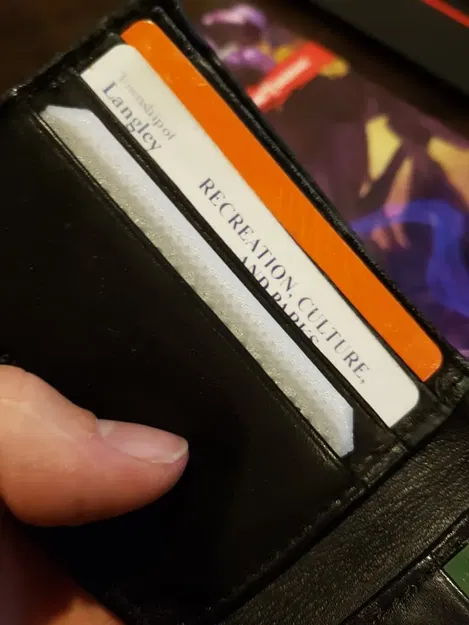 Township of
Langley
RECREATION, CULTURE,
AND PARKS